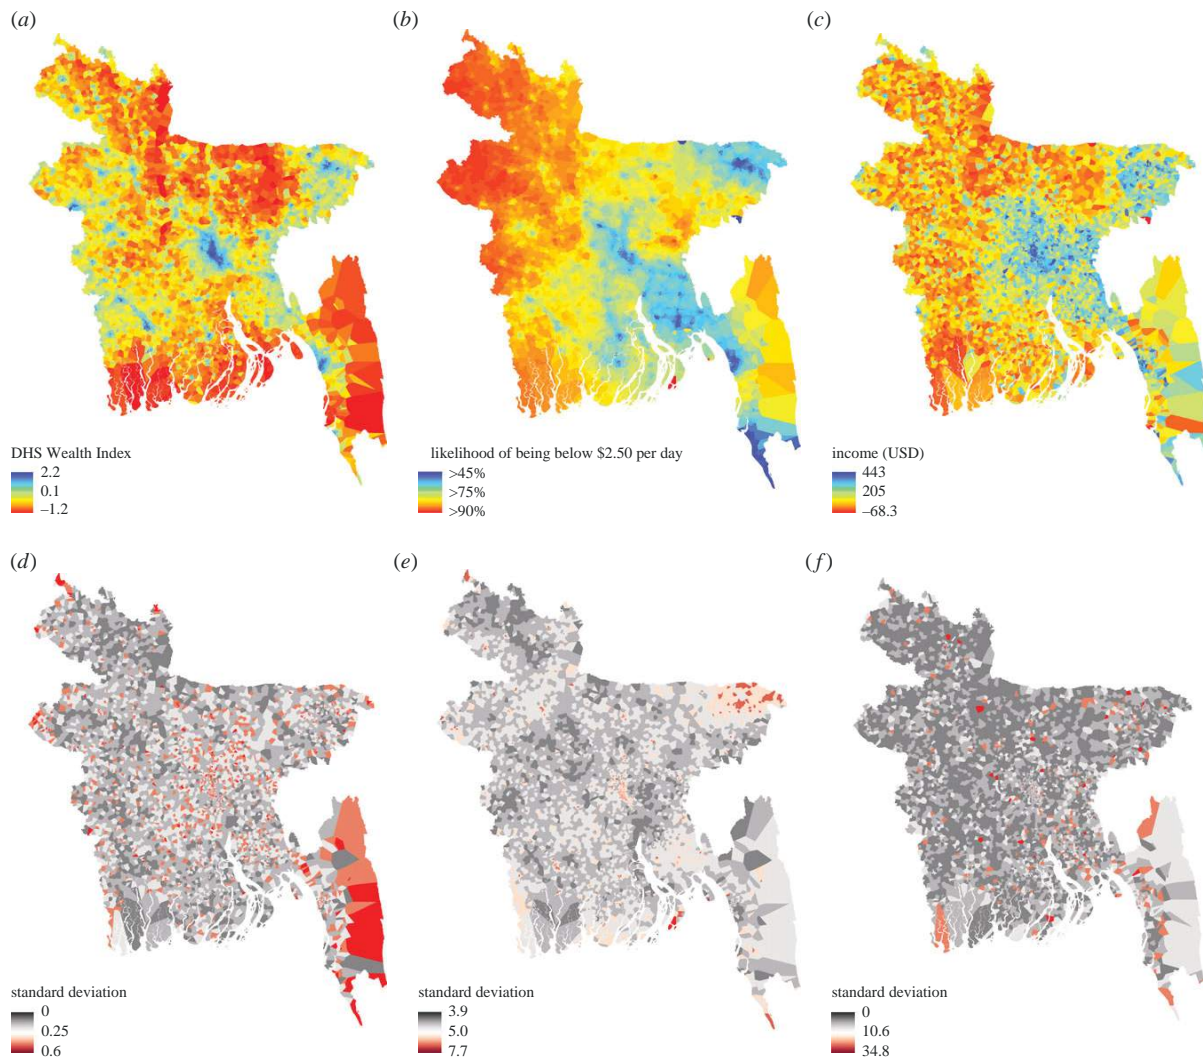 (a)
(b)
(c)
DHS Wealth Index
2.2
0.1
–1.2
likelihood of being below $2.50 per day
>45%
>75%
>90%
income (USD)
443
205
–68.3
(d)
(e)
(f)
standard deviation
0
0.25
0.6
standard deviation
3.9
5.0
7.7
standard deviation
0
10.6
34.8